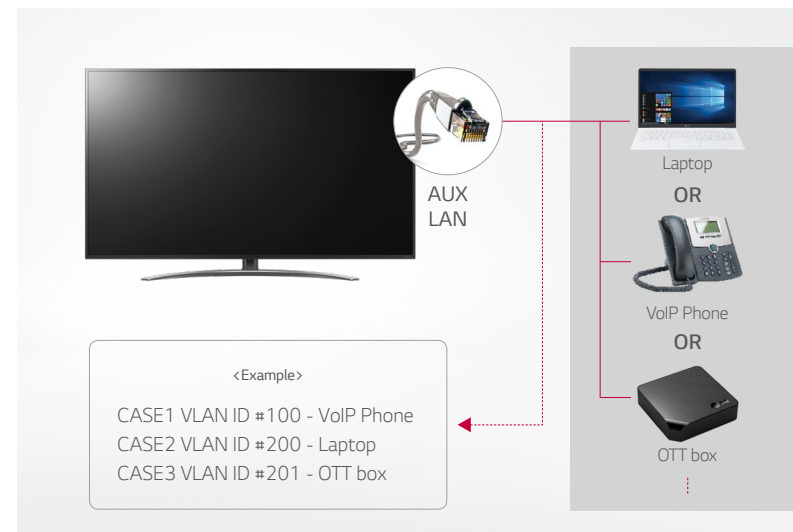 AUX
LAN
Laptop
OR
VoIP Phone
OR
OTT box
<Example>
CASE1 VLAN ID #100 - VoIP Phone
CASE2 VLAN ID #200 - Laptop
CASE3 VLAN ID #201 - OTT box